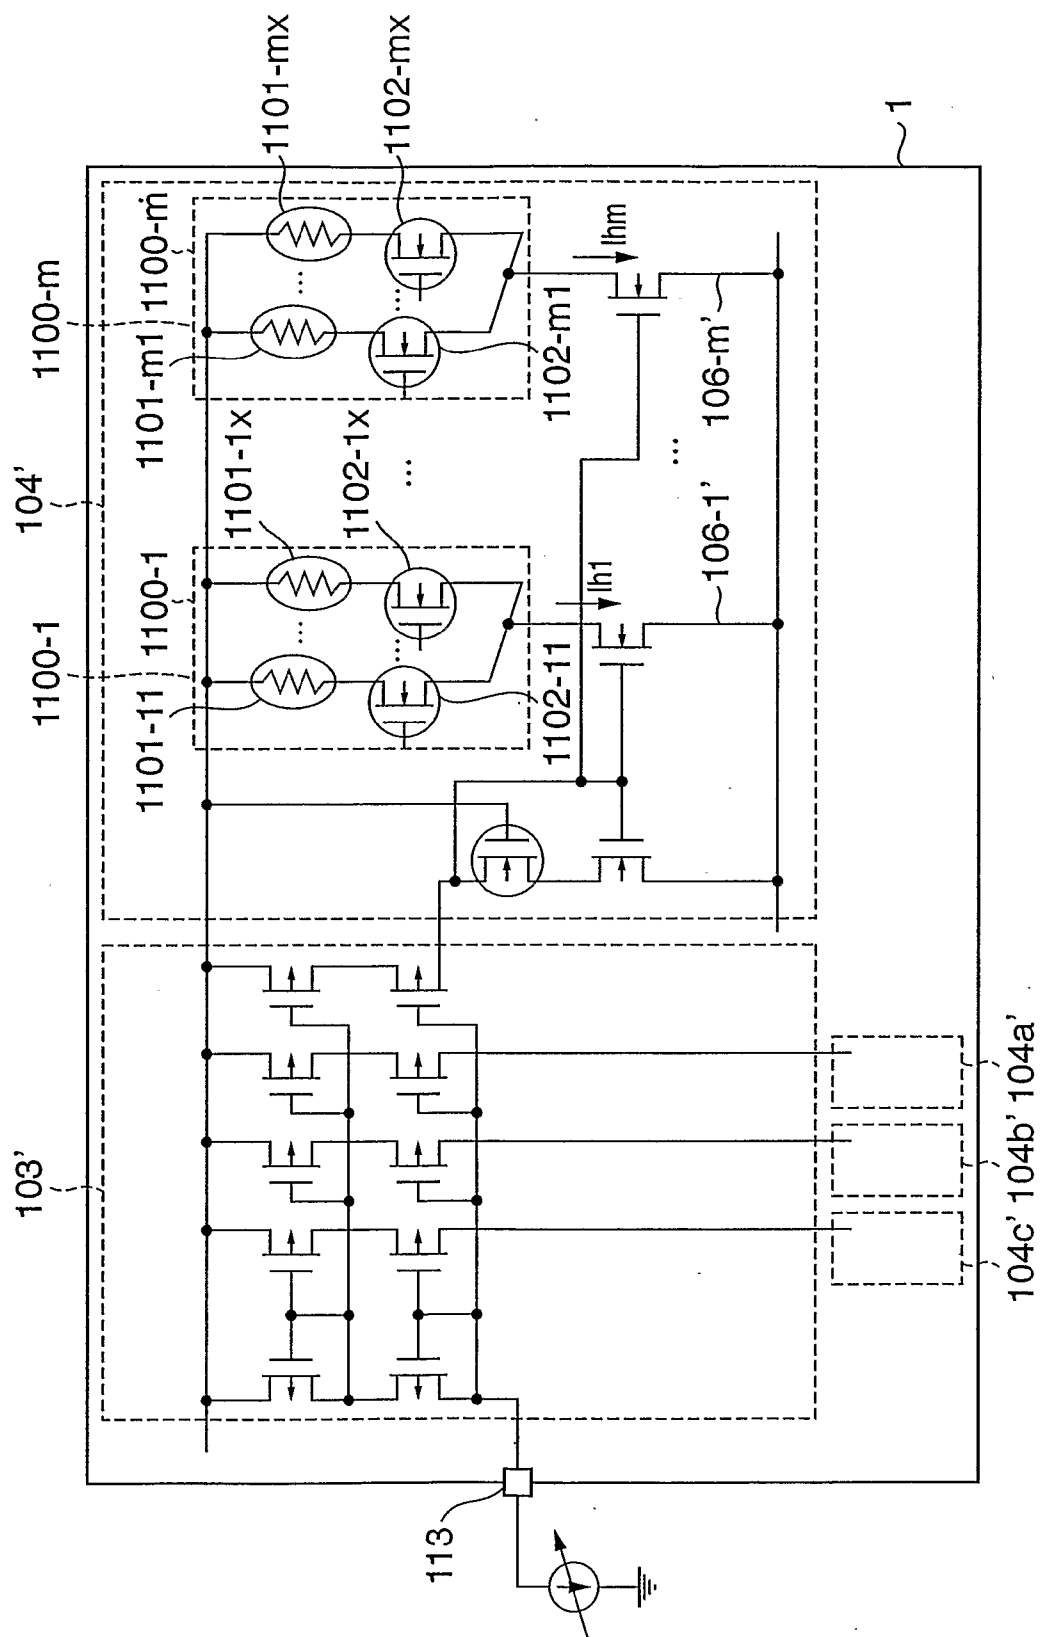 1101-mx
1102-mx
1
1100-m
1100-m
1101-m1
1102-m1
Ihm
106-m'
104'
1101-1x
1102-1x
...
...
...
...
1100-1
1100-1
1101-11
1102-11
...
...
Ih1
106-1'
103'
104a'
104b'
104c'
113